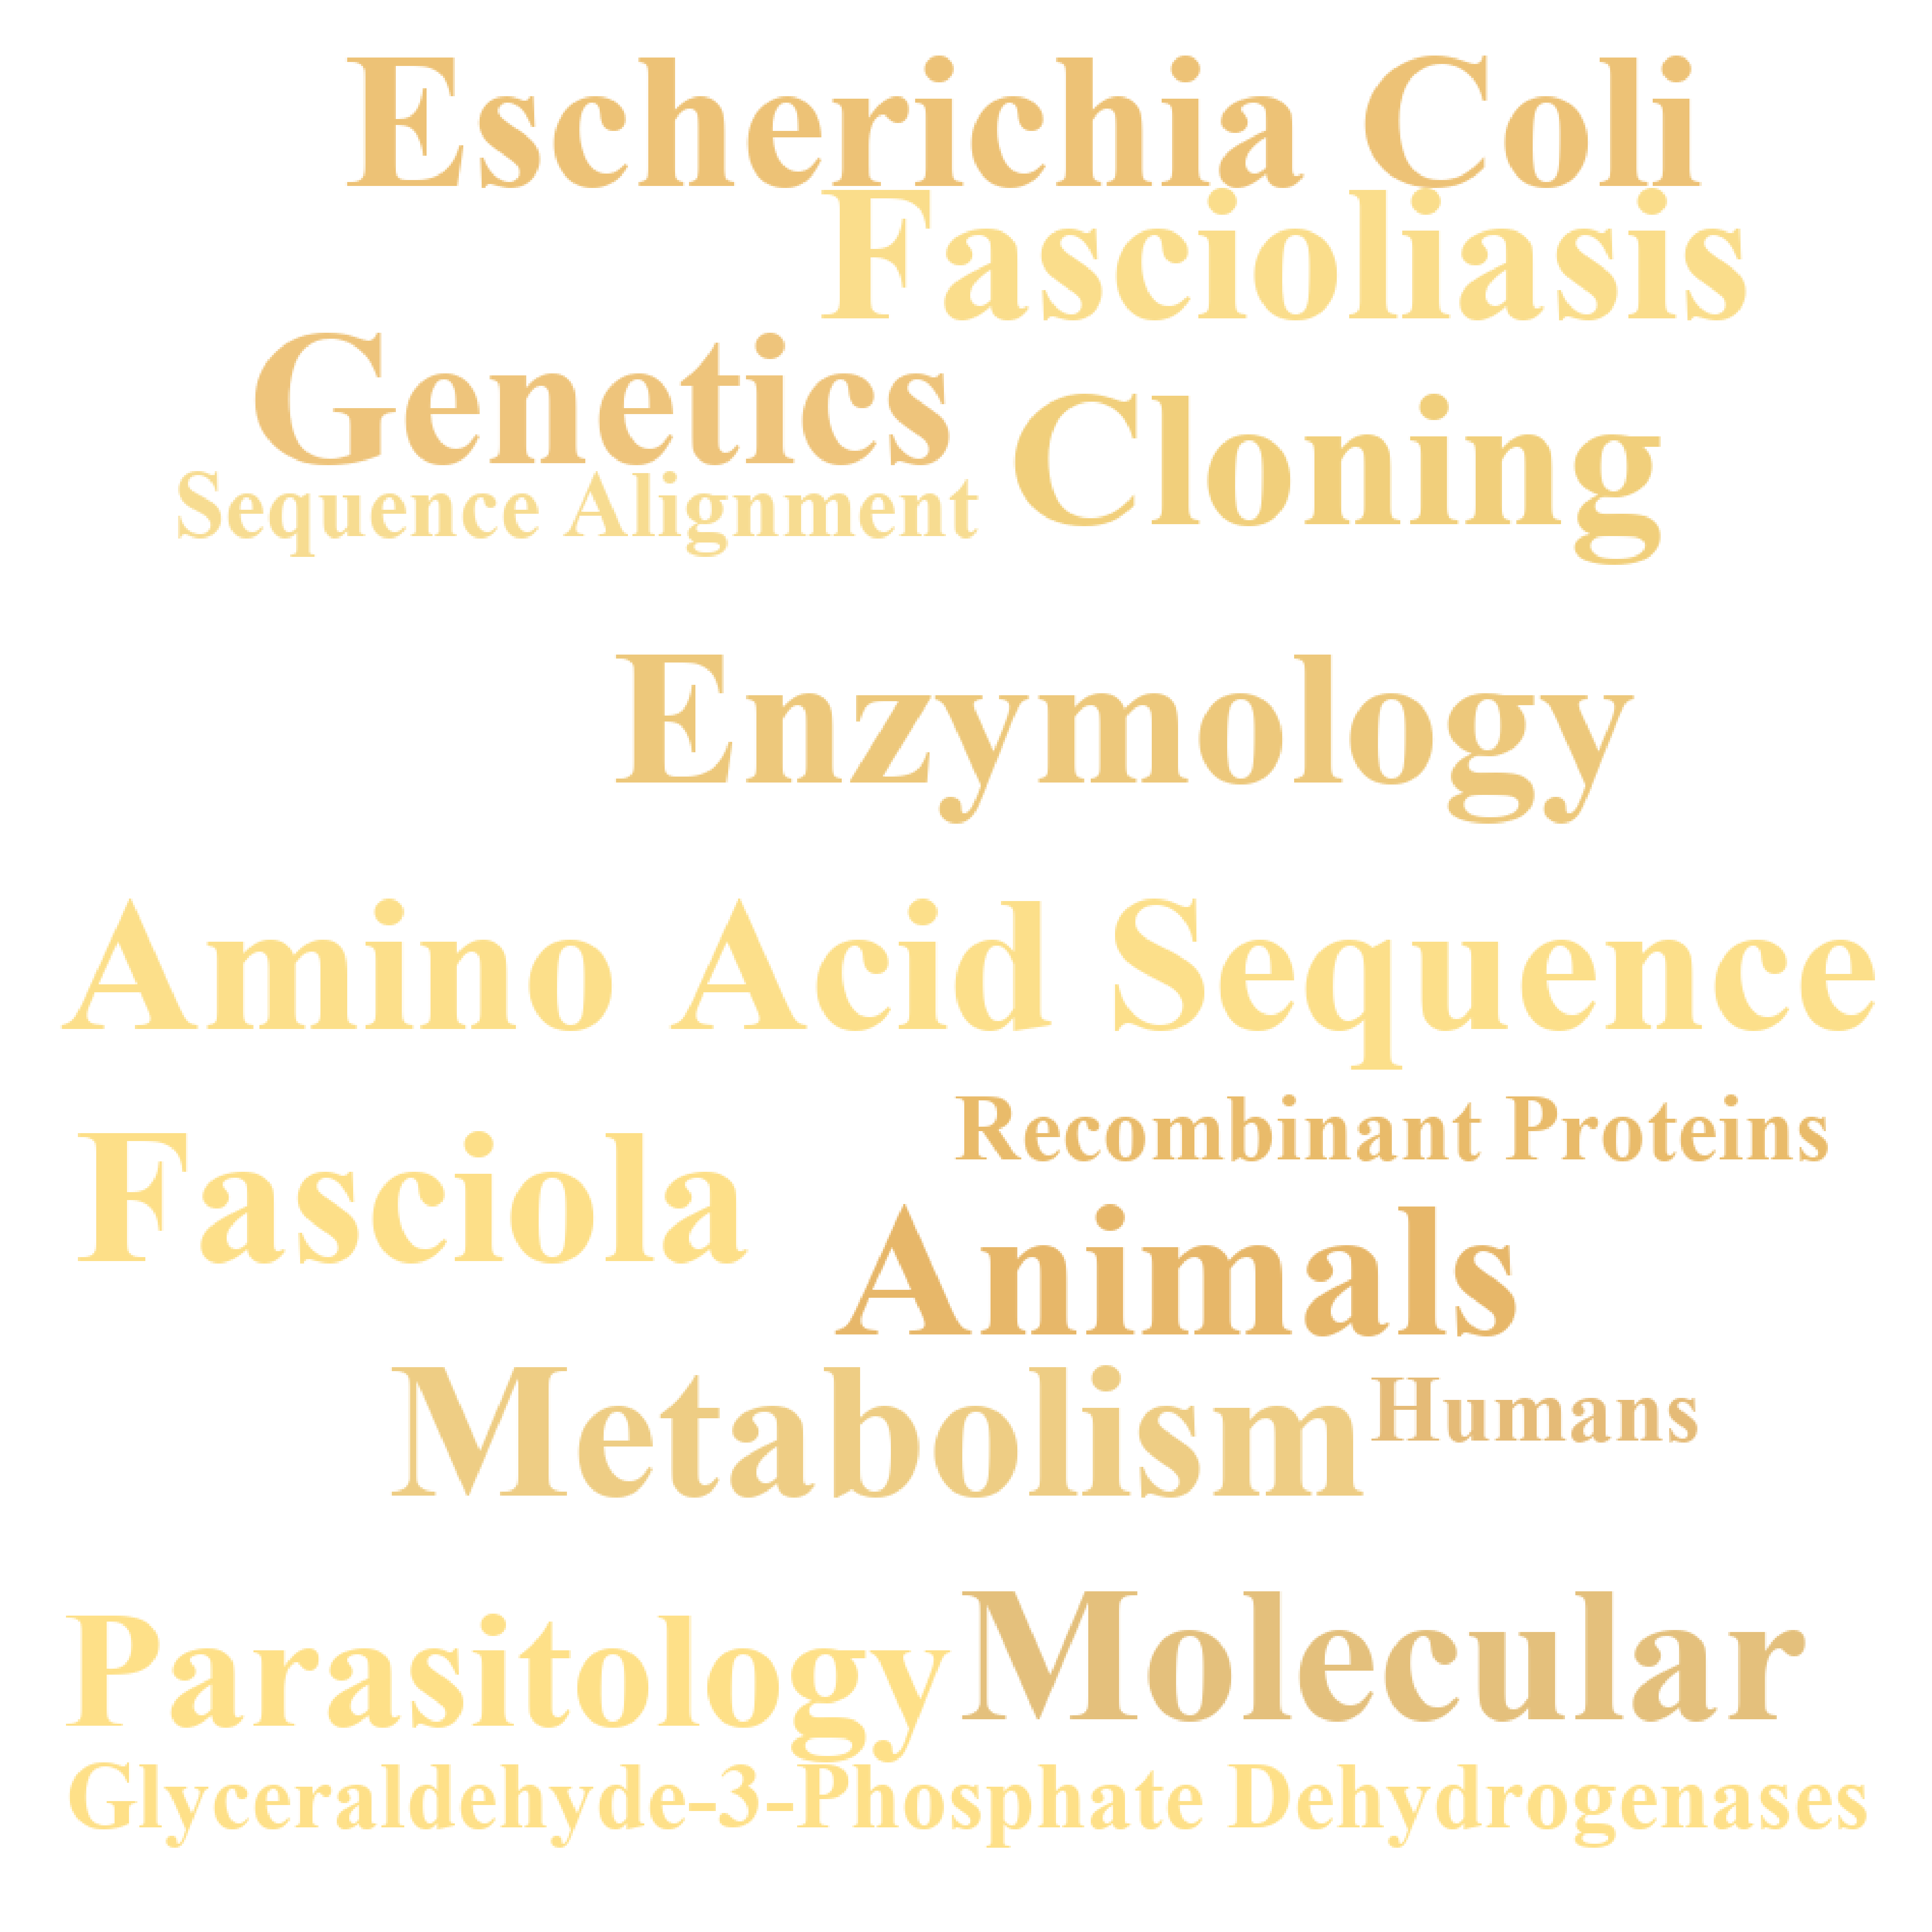 Escherichia Coli
Fascioliasis
Genetics
Cloning
Sequence Alignment
Enzymology
Amino Acid Sequence
Recombinant Proteins
Fasciola
Animals
Metabolism
Humans
Parasitology
Molecular
Glyceraldehyde-3-Phosphate Dehydrogenases